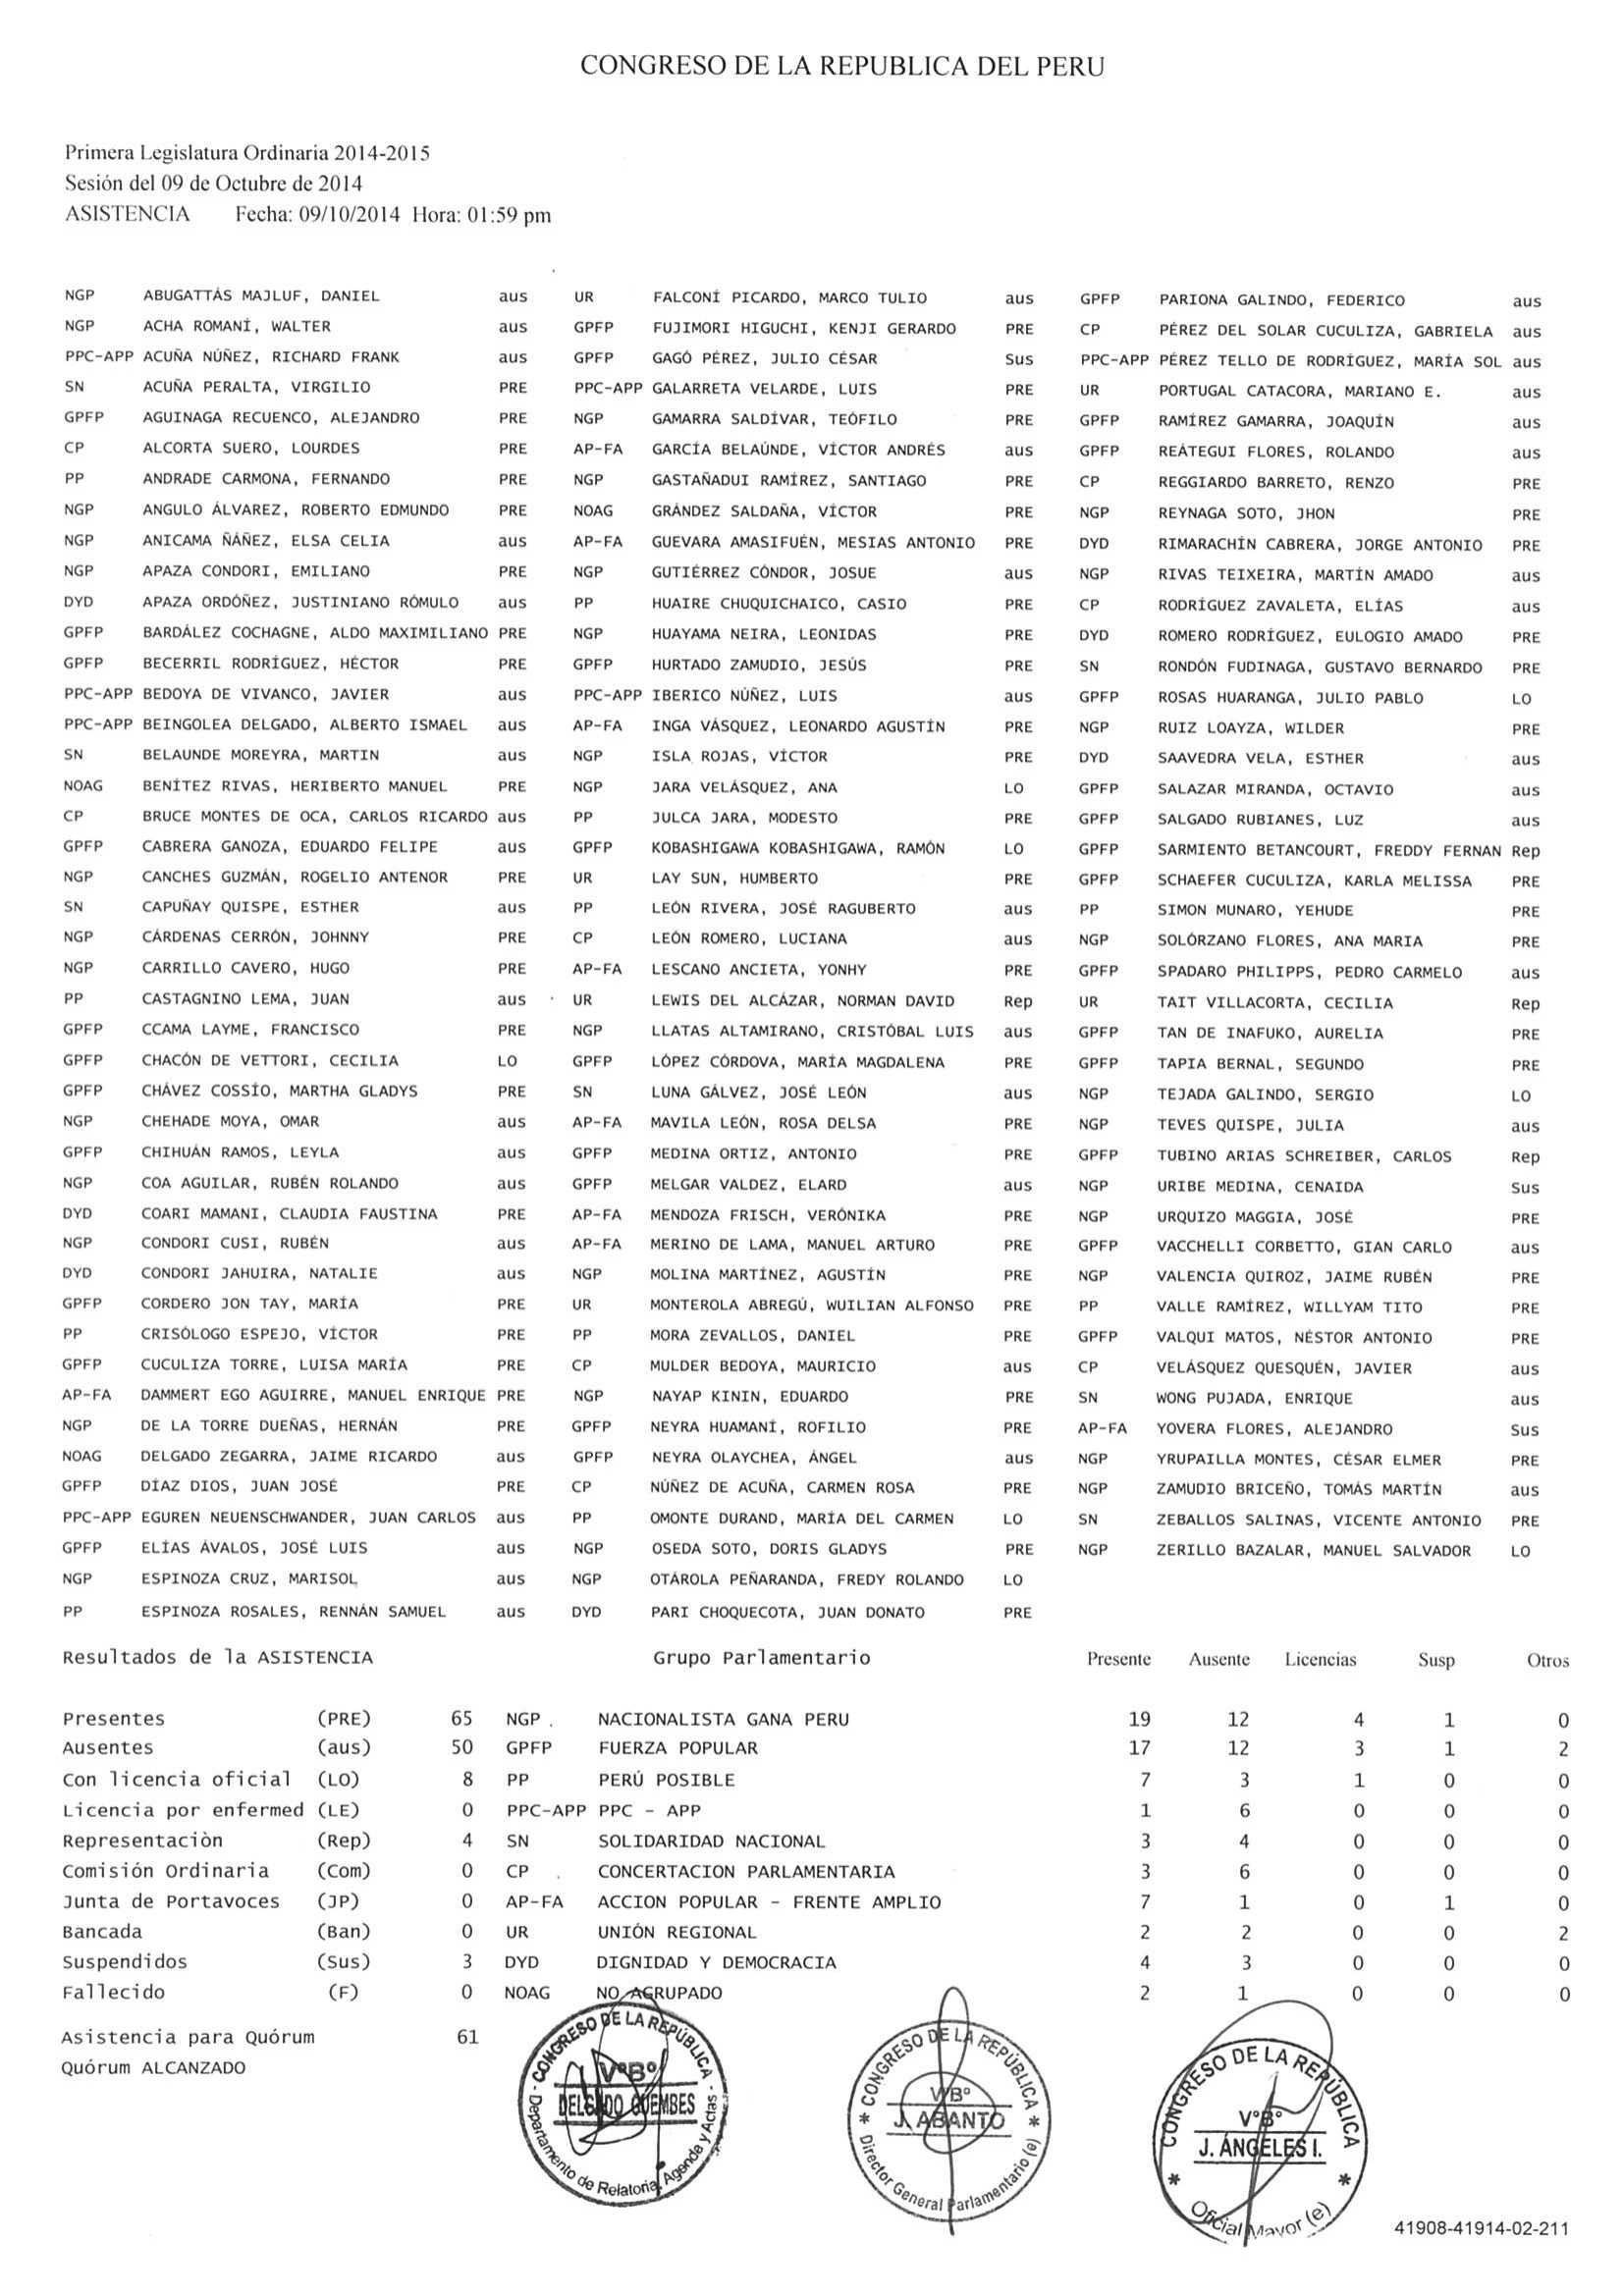 CONGRESO DE LA REPUBLICA DEL PERU
Primera Legislatura Ordinaria 2014-2015
Sesión del 09 de Octubre de 2014
ASISTENCIA Fecha: 09/10/2014 Hora: 01:59 pm
NGP ABUGATTÁS MAJLUF, DANIEL aus UR FALCONÍ PICARDO, MARCO TULIO aus GPFP PARIONA GALINDO, FEDERICO aus
NGP ACHA ROMANÍ, WALTER aus GPFP FUJIMORI HIGUCHI, KENJI GERARDO PRE CP PÉREZ DEL SOLAR CUCULIZA, GABRIELA aus
PPC-APP ACUÑA NÚÑEZ, RICHARD FRANK aus GPFP GAGÓ PÉREZ, JULIO CÉSAR Sus PPC-APP PÉREZ TELLO DE RODRÍGUEZ, MARÍA SOL aus
SN ACUÑA PERALTA, VIRGILIO PRE PPC-APP GALARRETA VELARDE, LUIS PRE UR PORTUGAL CATACORA, MARIANO E. aus
GPFP AGUINAGA RECUENCO, ALEJANDRO PRE NGP GAMARRA SALDÍVAR, TEÓFILO PRE GPFP RAMÍREZ GAMARRA, JOAQUÍN aus
CP ALCORTA SUERO, LOURDES PRE AP-FA GARCÍA BELAÚNDE, VÍCTOR ANDRÉS aus GPFP REÁTEGUI FLORES, ROLANDO aus
PP ANDRADE CARMONA, FERNANDO PRE NGP GASTAÑADUI RAMÍREZ, SANTIAGO PRE CP REGGIARDO BARRETO, RENZO PRE
NGP ANGULO ÁLVAREZ, ROBERTO EDMUNDO PRE NOAG GRÁNDEZ SALDAÑA, VÍCTOR PRE NGP REYNAGA SOTO, JHON PRE
NGP ANICAMA ÑÁÑEZ, ELSA CELIA aus AP-FA GUEVARA AMASIFUÉN, MESIAS ANTONIO PRE DYD RIMARACHÍN CABRERA, JORGE ANTONIO PRE
NGP APAZA CONDORI, EMILIANO PRE NGP GUTIÉRREZ CÓNDOR, JOSUE aus NGP RIVAS TEIXEIRA, MARTÍN AMADO aus
DYD APAZA ORDÓÑEZ, JUSTINIANO RÓMULO aus PP HUAIRE CHUQUICHAICO, CASIO PRE CP RODRÍGUEZ ZAVALETA, ELÍAS aus
GPFP BARDÁLEZ COCHAGNE, ALDO MAXIMILIANO PRE NGP HUAYAMA NEIRA, LEONIDAS PRE DYD ROMERO RODRÍGUEZ, EULOGIO AMADO PRE
GPFP BECERRIL RODRÍGUEZ, HÉCTOR PRE GPFP HURTADO ZAMUDIO, JESÚS PRE SN RONDÓN FUDINAGA, GUSTAVO BERNARDO PRE
PPC-APP BEDOYA DE VIVANCO, JAVIER aus PPC-APP IBERICO NÚÑEZ, LUIS aus GPFP ROSAS HUARANGA, JULIO PABLO LO
PPC-APP BEINGOLEA DELGADO, ALBERTO ISMAEL aus AP-FA INGA VÁSQUEZ, LEONARDO AGUSTÍN PRE NGP RUIZ LOAYZA, WILDER PRE
SN BELAUNDE MOREYRA, MARTIN aus NGP ISLA ROJAS, VÍCTOR PRE DYD SAAVEDRA VELA, ESTHER aus
NOAG BENÍTEZ RIVAS, HERIBERTO MANUEL PRE NGP JARA VELÁSQUEZ, ANA LO GPFP SALAZAR MIRANDA, OCTAVIO aus
CP BRUCE MONTES DE OCA, CARLOS RICARDO aus PP JULCA JARA, MODESTO PRE GPFP SALGADO RUBIANES, LUZ aus
GPFP CABRERA GANOZA, EDUARDO FELIPE aus GPFP KOBASHIGAWA KOBASHIGAWA, RAMÓN LO GPFP SARMIENTO BETANCOURT, FREDDY FERNAN Rep
NGP CANCHES GUZMÁN, ROGELIO ANTENOR PRE UR LAY SUN, HUMBERTO PRE GPFP SCHAEFER CUCULIZA, KARLA MELISSA PRE
SN CAPUÑAY QUISPE, ESTHER aus PP LEÓN RIVERA, JOSÉ RAGUBERTO aus PP SIMON MUNARO, YEHUDE PRE
NGP CÁRDENAS CERRÓN, JOHNNY PRE CP LEÓN ROMERO, LUCIANA aus NGP SOLÓRZANO FLORES, ANA MARIA PRE
NGP CARRILLO CAVERO, HUGO PRE AP-FA LESCANO ANCIETA, YONHY PRE GPFP SPADARO PHILIPPS, PEDRO CARMELO aus
PP CASTAGNINO LEMA, JUAN aus UR LEWIS DEL ALCÁZAR, NORMAN DAVID Rep UR TAIT VILLACORTA, CECILIA Rep
GPFP CCAMA LAYME, FRANCISCO PRE NGP LLATAS ALTAMIRANO, CRISTÓBAL LUIS aus GPFP TAN DE INAFUKO, AURELIA PRE
GPFP CHACÓN DE VETTORI, CECILIA LO GPFP LÓPEZ CÓRDOVA, MARÍA MAGDALENA PRE GPFP TAPIA BERNAL, SEGUNDO PRE
GPFP CHÁVEZ COSSÍO, MARTHA GLADYS PRE SN LUNA GÁLVEZ, JOSÉ LEÓN aus NGP TEJADA GALINDO, SERGIO LO
NGP CHEHADE MOYA, OMAR aus AP-FA MAVILA LEÓN, ROSA DELSA PRE NGP TEVES QUISPE, JULIA aus
GPFP CHIHUÁN RAMOS, LEYLA aus GPFP MEDINA ORTIZ, ANTONIO PRE GPFP TUBINO ARIAS SCHREIBER, CARLOS Rep
NGP COA AGUILAR, RUBÉN ROLANDO aus GPFP MELGAR VALDEZ, ELARD aus NGP URIBE MEDINA, CENAIDA Sus
DYD COARI MAMANI, CLAUDIA FAUSTINA PRE AP-FA MENDOZA FRISCH, VERÓNIKA PRE NGP URQUIZO MAGGIA, JOSÉ PRE
NGP CONDORI CUSI, RUBÉN aus AP-FA MERINO DE LAMA, MANUEL ARTURO PRE GPFP VACCHELLI CORBETTO, GIAN CARLO aus
DYD CONDORI JAHUIRA, NATALIE aus NGP MOLINA MARTÍNEZ, AGUSTÍN PRE NGP VALENCIA QUIROZ, JAIME RUBÉN PRE
GPFP CORDERO JON TAY, MARÍA PRE UR MONTEROLA ABREGÚ, WUILIAN ALFONSO PRE PP VALLE RAMÍREZ, WILLYAM TITO PRE
PP CRISÓLOGO ESPEJO, VÍCTOR PRE PP MORA ZEVALLOS, DANIEL PRE GPFP VALQUI MATOS, NÉSTOR ANTONIO PRE
GPFP CUCULIZA TORRE, LUISA MARÍA PRE CP MULDER BEDOYA, MAURICIO aus CP VELÁSQUEZ QUESQUÉN, JAVIER aus
AP-FA DAMMERT EGO AGUIRRE, MANUEL ENRIQUE PRE NGP NAYAP KININ, EDUARDO PRE SN WONG PUJADA, ENRIQUE aus
NGP DE LA TORRE DUEÑAS, HERNÁN PRE GPFP NEYRA HUAMANÍ, ROFILIO PRE AP-FA YOVERA FLORES, ALEJANDRO Sus
NOAG DELGADO ZEGARRA, JAIME RICARDO aus GPFP NEYRA OLAYCHEA, ÁNGEL aus NGP YRUPAILLA MONTES, CÉSAR ELMER PRE
GPFP DÍAZ DIOS, JUAN JOSÉ PRE CP NÚÑEZ DE ACUÑA, CARMEN ROSA PRE NGP ZAMUDIO BRICEÑO, TOMÁS MARTÍN aus
PPC-APP EGUREN NEUENSCHWANDER, JUAN CARLOS aus PP OMONTE DURAND, MARÍA DEL CARMEN LO SN ZEBALLOS SALINAS, VICENTE ANTONIO PRE
GPFP ELÍAS ÁVALOS, JOSÉ LUIS aus NGP OSEDA SOTO, DORIS GLADYS PRE NGP ZERILLO BAZALAR, MANUEL SALVADOR LO
NGP ESPINOZA CRUZ, MARISOL aus NGP OTÁROLA PEÑARANDA, FREDY ROLANDO LO
PP ESPINOZA ROSALES, RENNÁN SAMUEL aus DYD PARI CHOQUECOTA, JUAN DONATO PRE
Resultados de la ASISTENCIA Grupo Parlamentario Presente Ausente Licencias Susp Otros
Presentes (PRE) 65 NGP NACIONALISTA GANA PERU 19 12 4 1 0
Ausentes (aus) 50 GPFP FUERZA POPULAR 17 12 3 1 2
Con licencia oficial (LO) 8 PP PERÚ POSIBLE 7 3 1 0 0
Licencia por enfermed (LE) 0 PPC-APP PPC - APP 1 6 0 0 0
Representaciòn (Rep) 4 SN SOLIDARIDAD NACIONAL 3 4 0 0 0
Comisión Ordinaria (Com) 0 CP CONCERTACION PARLAMENTARIA 3 6 0 0 0
Junta de Portavoces (JP) 0 AP-FA ACCION POPULAR - FRENTE AMPLIO 7 1 0 1 0
Bancada (Ban) 0 UR UNIÓN REGIONAL 2 2 0 0 2
Suspendidos (Sus) 3 DYD DIGNIDAD Y DEMOCRACIA 4 3 0 0 0
Fallecido (F) 0 NOAG NO AGRUPADO 2 1 0 0 0
Asistencia para Quórum 61
Quórum ALCANZADO
- CONGRESO DE LA REPÚBLICA -
V°B°
DELGADO GUEMBES
Departamento de Relatoria, Agenda y Actas
* CONGRESO DE LA REPÚBLICA *
V°B°
J. ABANTO
Director General Parlamentario (e)
* CONGRESO DE LA REPÚBLICA *
V°B°
J. ÁNGELES I.
Oficial Mayor (e)
41908-41914-02-211